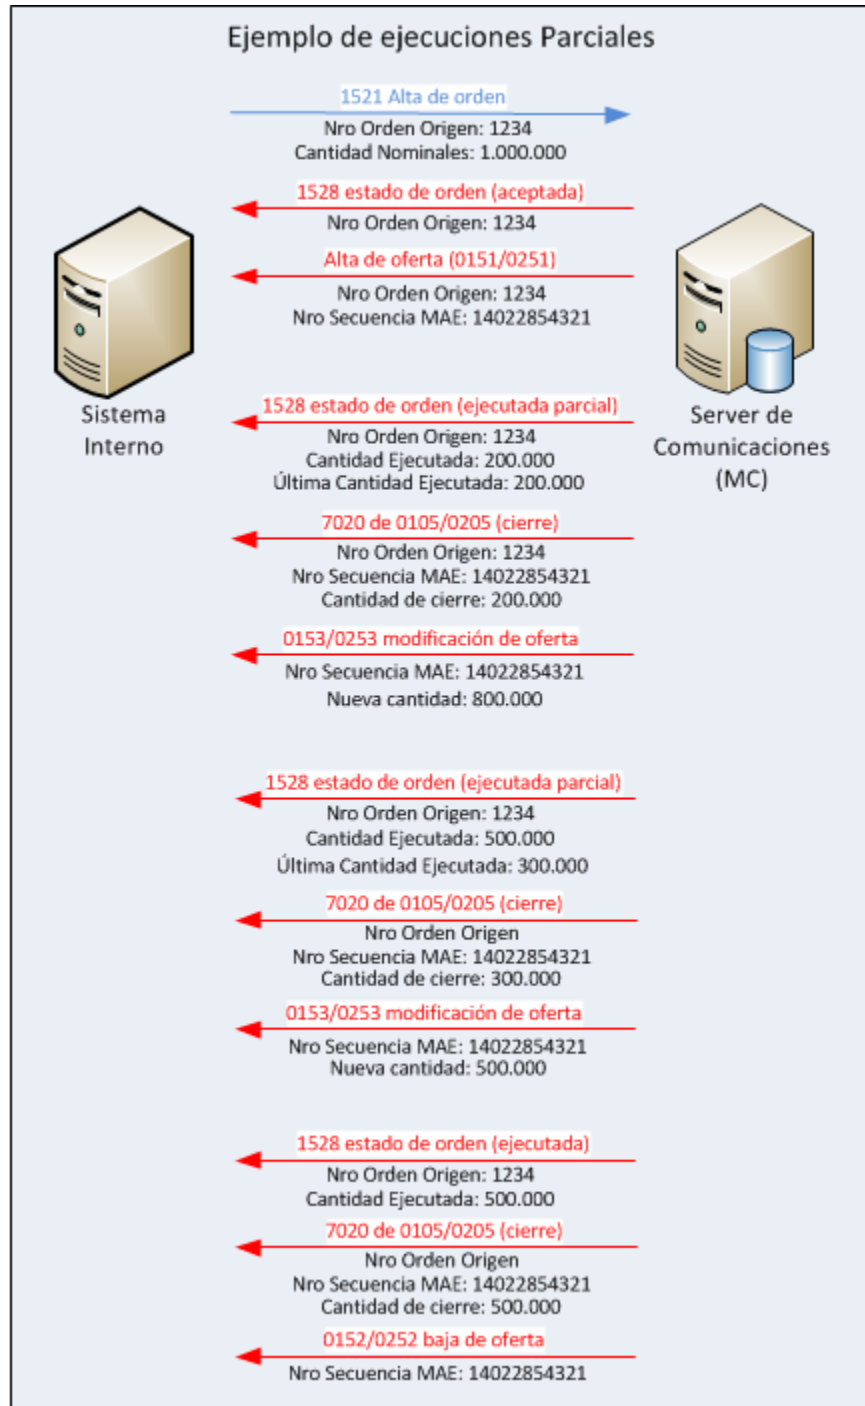 Ejemplo de ejecuciones Parciales
1521 Alta de orden
Nro Orden Origen: 1234
Cantidad Nominales: 1.000.000
1528 estado de orden (aceptada)
Nro Orden Origen: 1234
Alta de oferta (0151/0251)
Nro Orden Origen: 1234
Nro Secuencia MAE: 14022854321
Sistema
Interno
Server de
Comunicaciones
(MC)
1528 estado de orden (ejecutada parcial)
Nro Orden Origen: 1234
Cantidad Ejecutada: 200.000
Última Cantidad Ejecutada: 200.000
7020 de 0105/0205 (cierre)
Nro Orden Origen: 1234
Nro Secuencia MAE: 14022854321
Cantidad de cierre: 200.000
0153/0253 modificación de oferta
Nro Secuencia MAE: 14022854321
Nueva cantidad: 800.000
1528 estado de orden (ejecutada parcial)
Nro Orden Origen: 1234
Cantidad Ejecutada: 500.000
Última Cantidad Ejecutada: 300.000
7020 de 0105/0205 (cierre)
Nro Orden Origen
Nro Secuencia MAE: 14022854321
Cantidad de cierre: 300.000
0153/0253 modificación de oferta
Nro Secuencia MAE: 14022854321
Nueva cantidad: 500.000
1528 estado de orden (ejecutada)
Nro Orden Origen: 1234
Cantidad Ejecutada: 500.000
7020 de 0105/0205 (cierre)
Nro Orden Origen
Nro Secuencia MAE: 14022854321
Cantidad de cierre: 500.000
0152/0252 baja de oferta
Nro Secuencia MAE: 14022854321